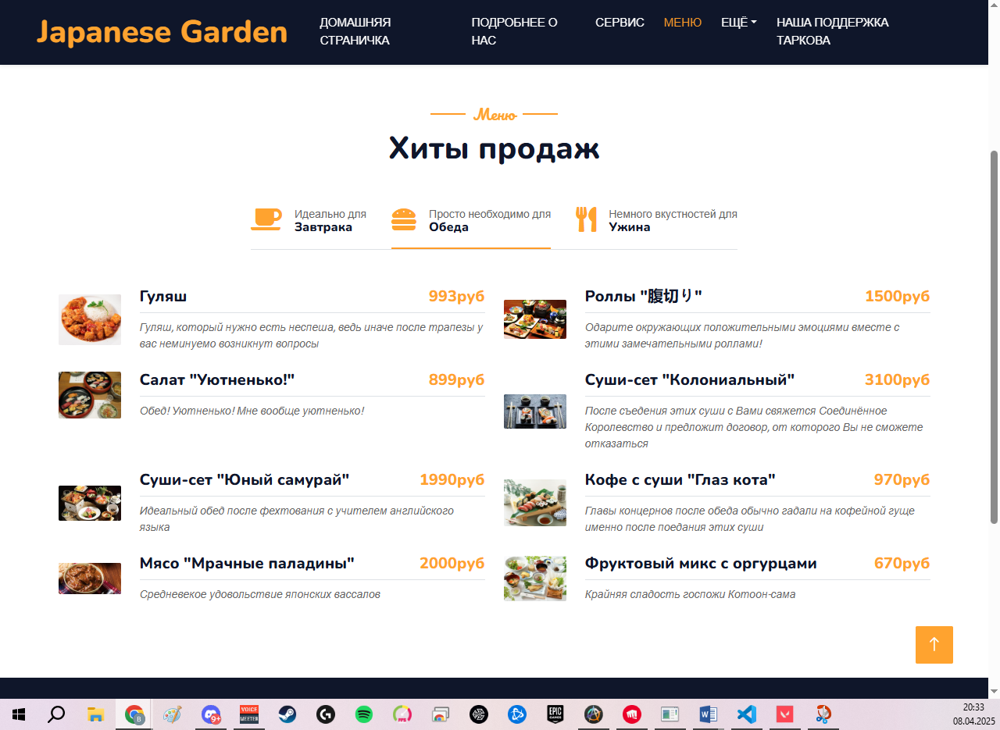 Japanese Garden
ДОМАШНЯЯ
СТРАНИЧКА
ПОДРОБНЕЕ О
НАС
СЕРВИС
МЕНЮ
ЕЩЁ
НАША ПОДДЕРЖКА
ТАРКОВА
Меню
Хиты продаж
Идеально для
Завтрака
Просто необходимо для
Обеда
Немного вкустностей для
Ужина
Гуляш 993руб
Гуляш, который нужно есть неспеша, ведь иначе после трапезы у
вас неминуемо возникнут вопросы
Роллы "腹切り" 1500руб
Одарите окружающих положительными эмоциями вместе с
этими замечательными роллами!
Салат "Уютненько!" 899руб
Обед! Уютненько! Мне вообще уютненько!
Суши-сет "Колониальный" 3100руб
После съедения этих суши с Вами свяжется Соединённое
Королевство и предложит договор, от которого Вы не сможете
отказаться
Суши-сет "Юный самурай" 1990руб
Идеальный обед после фехтования с учителем английского
языка
Кофе с суши "Глаз кота" 970руб
Главы концернов после обеда обычно гадали на кофейной гуще
именно после поедания этих суши
Мясо "Мрачные паладины" 2000руб
Средневекое удовольствие японских вассалов
Фруктовый микс с оргурцами 670руб
Крайняя сладость госпожи Котоон-сама
B
9+
VOICE
MEETER
PPS
EPIC
GAMES
W
20:33
08.04.2025